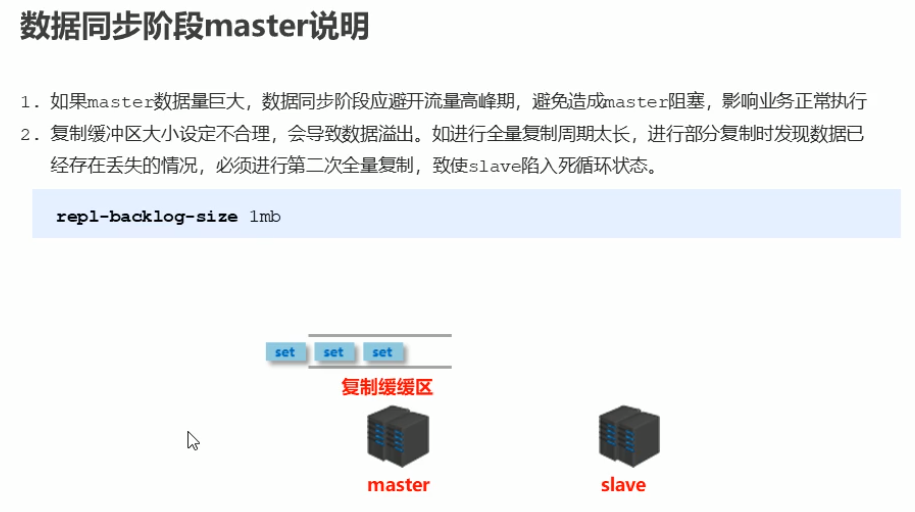 数据同步阶段master说明
1. 如果master数据量巨大，数据同步阶段应避开流量高峰期，避免造成master阻塞，影响业务正常执行
2. 复制缓冲区大小设定不合理，会导致数据溢出。如进行全量复制周期太长，进行部分复制时发现数据已
经存在丢失的情况，必须进行第二次全量复制，致使slave陷入死循环状态。
repl-backlog-size 1mb
set set set
复制缓缓区
master slave